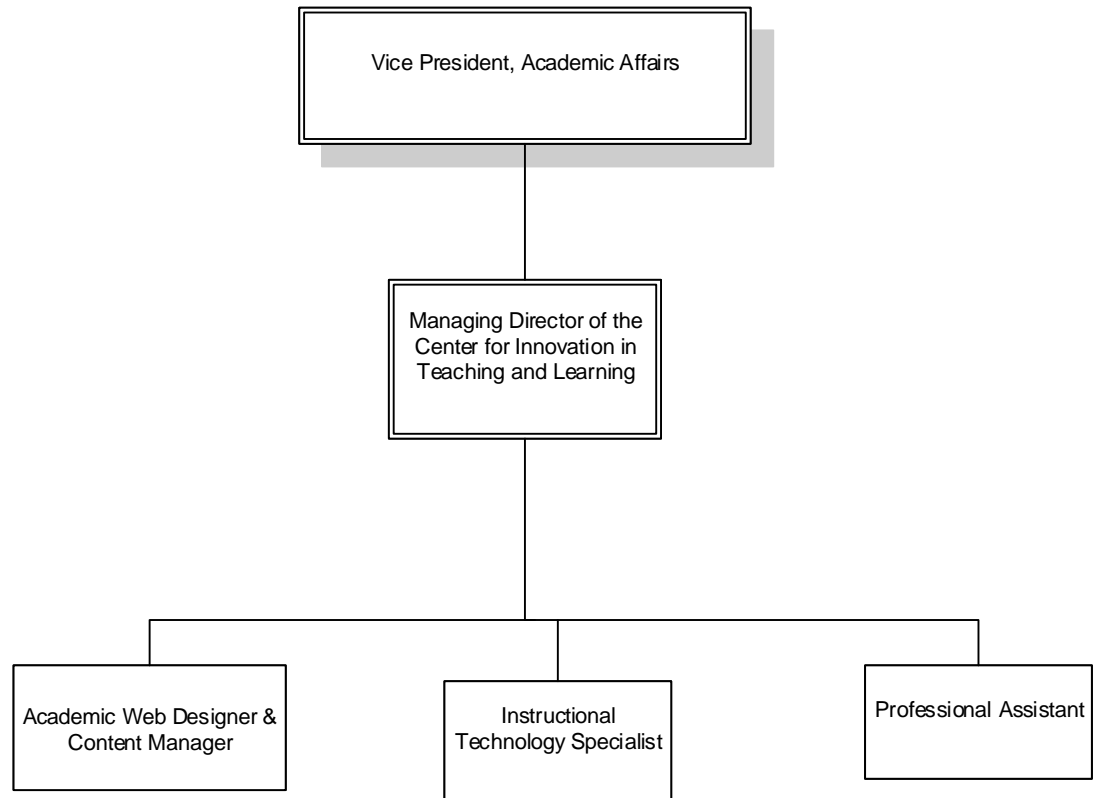 Vice President, Academic Affairs
Managing Director of the
Center for Innovation in
Teaching and Learning
Academic Web Designer &
Content Manager
Instructional
Technology Specialist
Professional Assistant